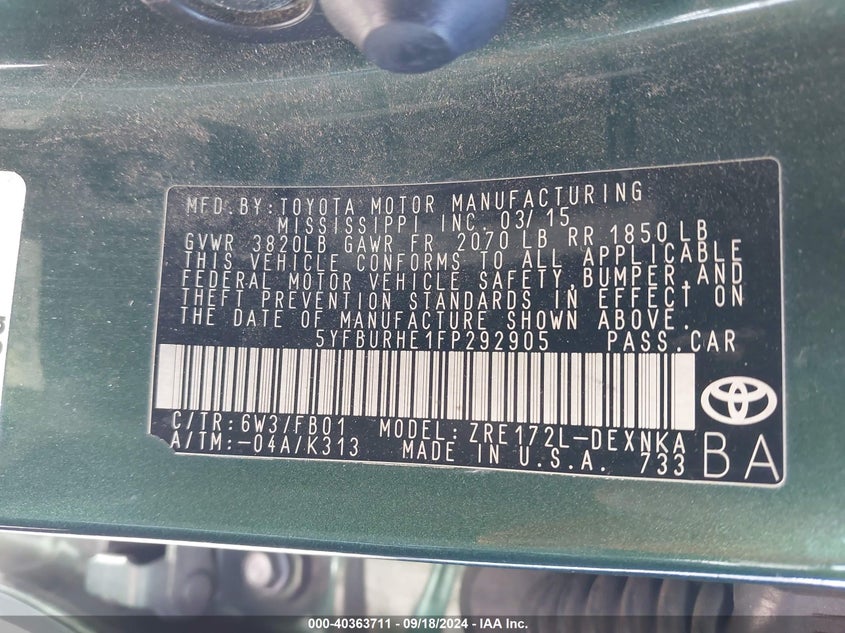 MFD.BY:TOYOTA MOTOR MANUFACTURING
MISSISSIPPI INC. 03/15
GVWR 3820LB GAWR FR 2070 LB RR 1850 LB
THIS VEHICLE CONFORMS TO ALL APPLICABLE
FEDERAL MOTOR VEHICLE SAFETY,BUMPER,AND
THEFT PREVENTION STANDARDS IN EFFECT ON
THE DATE OF MANUFACTURE SHOWN ABOVE.
5YFBURHE1FP292905 PASS.CAR
C/TR:6W3/FB01 MODEL:ZRE172L-DEXNKA
A/TM:-04A/K313 MADE IN U.S.A. 733
BA
000-40363711 - 09/18/2024 - IAA Inc.